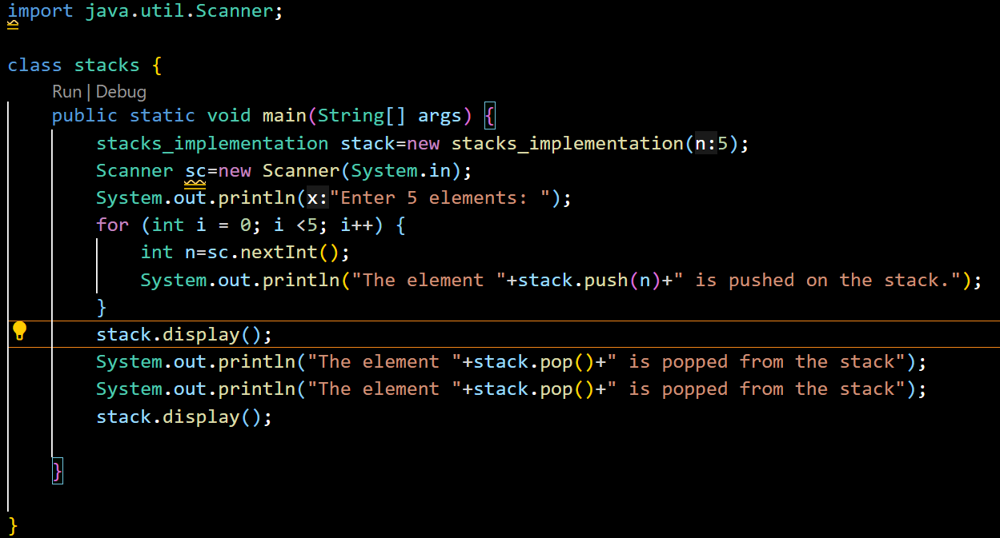 import java.util.Scanner;
class stacks {
Run | Debug
public static void main(String[] args) {
stacks_implementation stack=new stacks_implementation(n:5);
Scanner sc=new Scanner(System.in);
System.out.println(x:"Enter 5 elements: ");
for (int i = 0; i <5; i++) {
int n=sc.nextInt();
System.out.println("The element "+stack.push(n)+" is pushed on the stack.");
}
stack.display();
System.out.println("The element "+stack.pop()+" is popped from the stack");
System.out.println("The element "+stack.pop()+" is popped from the stack");
stack.display();
}
}